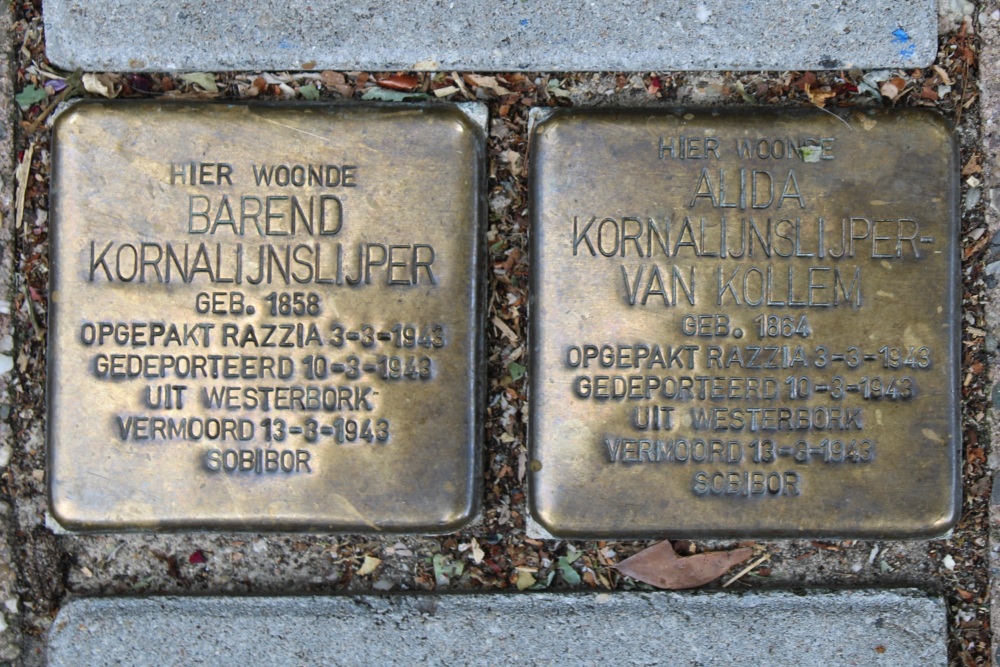 HIER WOONDE
BAREND
KORNALIJNSLIJPER
GEB. 1858
OPGEPAKT RAZZIA 3-3-1943
GEDEPORTEERD 10-3-1943
UIT WESTERBORK
VERMOORD 13-3-1943
SOBIBOR
HIER WOONDE
ALIDA
KORNALIJNSLIJPER-
VAN KOLLEM
GEB. 1864
OPGEPAKT RAZZIA 3-3-1943
GEDEPORTEERD 10-3-1943
UIT WESTERBORK
VERMOORD 13-3-1943
SOBIBOR